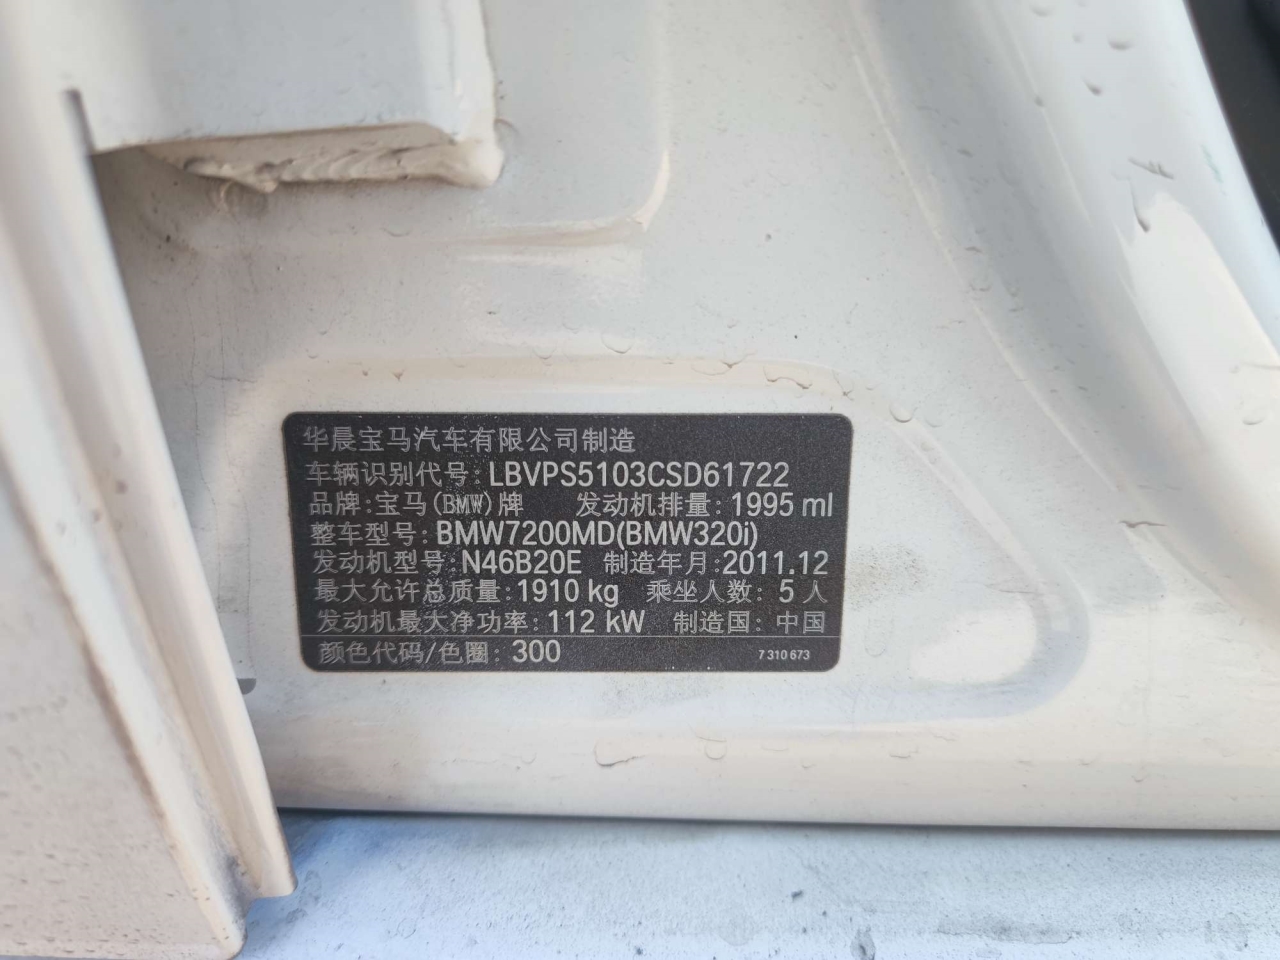 华晨宝马汽车有限公司制造
车辆识别代号: LBVPS5103CSD61722
品牌: 宝马(BMW)牌 发动机排量: 1995 ml
整车型号: BMW7200MD(BMW320i)
发动机型号: N46B20E 制造年月: 2011.12
最大允许总质量: 1910 kg 乘坐人数: 5 人
发动机最大净功率: 112 kW 制造国: 中国
颜色代码/色圈: 300 7 310 673